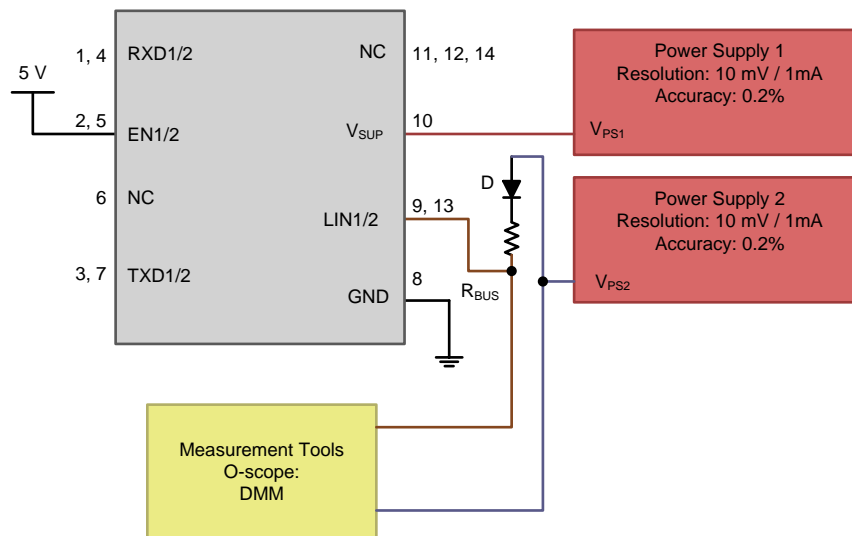 5 V
1, 4
RXD1/2
2, 5
EN1/2
6
NC
3, 7
TXD1/2
NC
11, 12, 14
VSUP
10
LIN1/2
9, 13
GND
8
D
RBUS
Power Supply 1
Resolution: 10 mV / 1mA
Accuracy: 0.2%
VPS1
Power Supply 2
Resolution: 10 mV / 1mA
Accuracy: 0.2%
VPS2
Measurement Tools
O-scope:
DMM